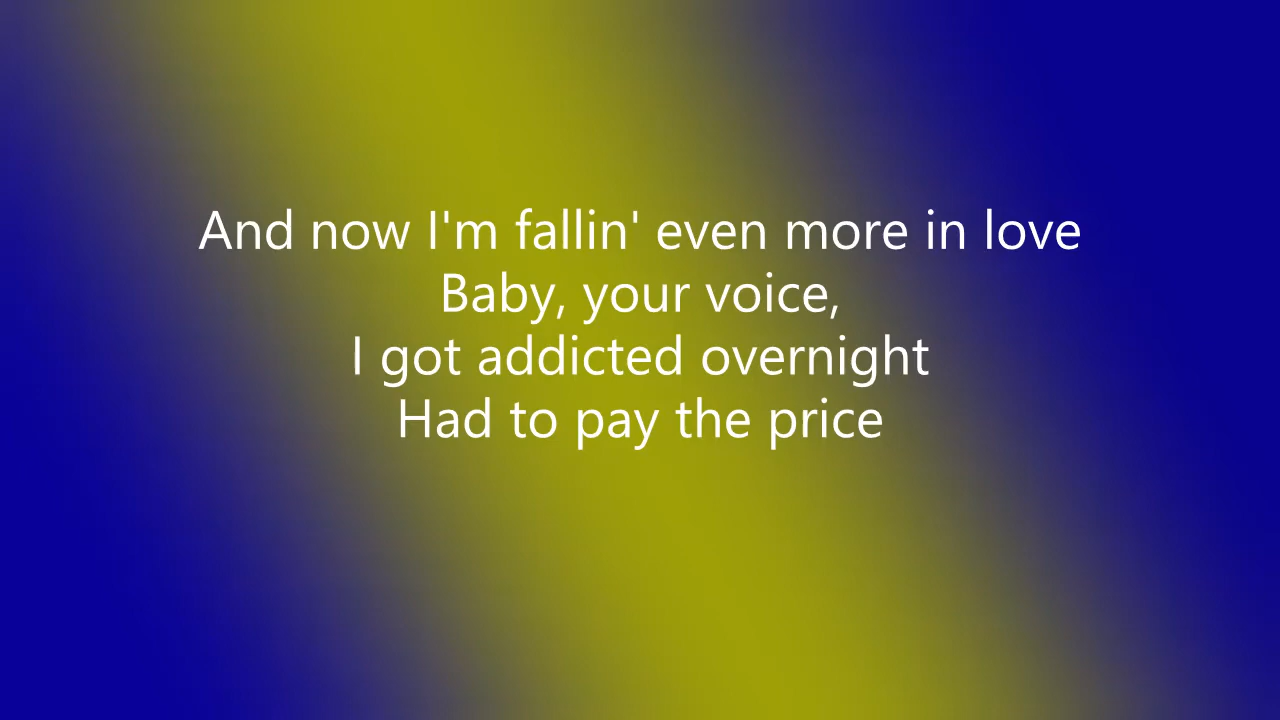 And now I'm fallin' even more in love
Baby, your voice,
I got addicted overnight
Had to pay the price